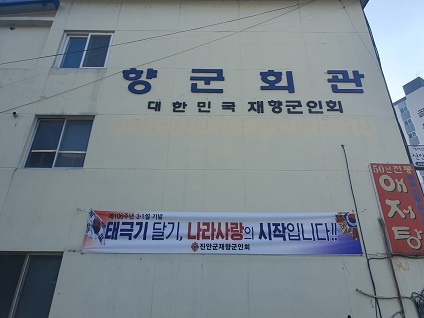 향군회관
대한민국 재향군인회
제106주년 3·1절 기념
태극기 달기, 나라사랑의 시작입니다!!
진안군재향군인회
50년전통
애저탕